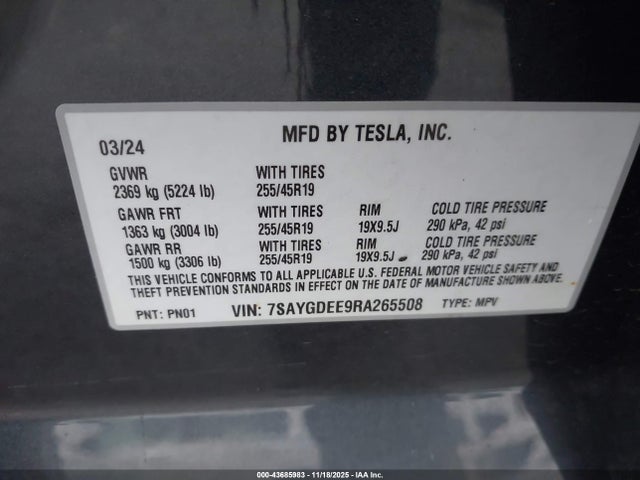 MFD BY TESLA, INC.
03/24
GVWR WITH TIRES
2369 kg (5224 lb) 255/45R19
GAWR FRT WITH TIRES RIM COLD TIRE PRESSURE
1363 kg (3004 lb) 255/45R19 19X9.5J 290 kPa, 42 psi
GAWR RR WITH TIRES RIM COLD TIRE PRESSURE
1500 kg (3306 lb) 255/45R19 19X9.5J 290 kPa, 42 psi
THIS VEHICLE CONFORMS TO ALL APPLICABLE U.S. FEDERAL MOTOR VEHICLE SAFETY AND
THEFT PREVENTION STANDARDS IN EFFECT ON THE DATE OF MANUFACTURE SHOWN ABOVE.
PNT: PN01 VIN: 7SAYGDEE9RA265508 TYPE: MPV
000-43685983 - 11/18/2025 - IAA Inc.